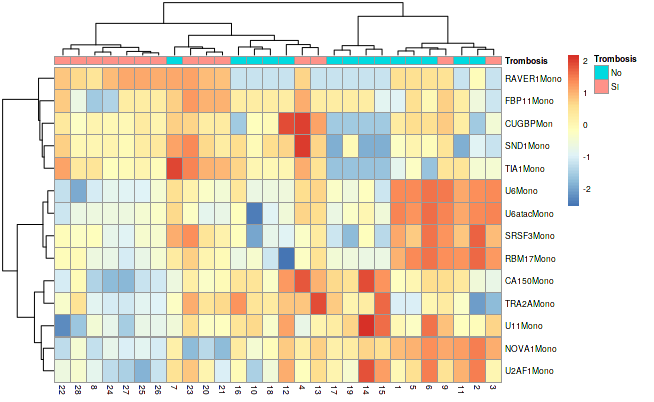 Trombosis
RAVER1Mono
FBP11Mono
CUGBPMon
SND1Mono
TIA1Mono
U6Mono
U6atacMono
SRSF3Mono
RBM17Mono
CA150Mono
TRA2AMono
U11Mono
NOVA1Mono
U2AF1Mono
22 28 8 24 27 25 26 7 23 20 21 16 10 18 12 4 13 17 19 14 15 1 5 6 9 11 2 3
2
1
0
-1
-2
Trombosis
No
SI